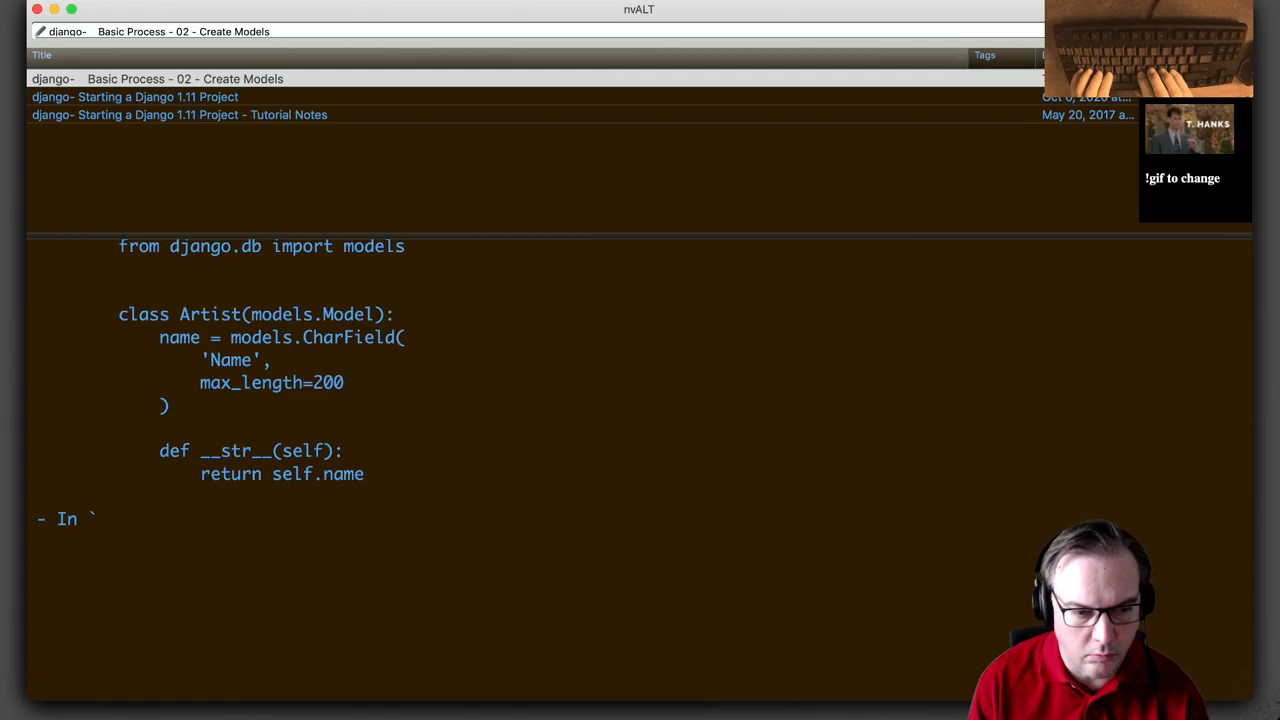 nvALT
django-   Basic Process - 02 - Create Models
Title
Tags
django-   Basic Process - 02 - Create Models
django- Starting a Django 1.11 Project
django- Starting a Django 1.11 Project - Tutorial Notes
May 20, 2017 a...
T. HANKS
!gif to change
from django.db import models
class Artist(models.Model):
name = models.CharField(
'Name',
max_length=200
)
def __str__(self):
return self.name
- In `